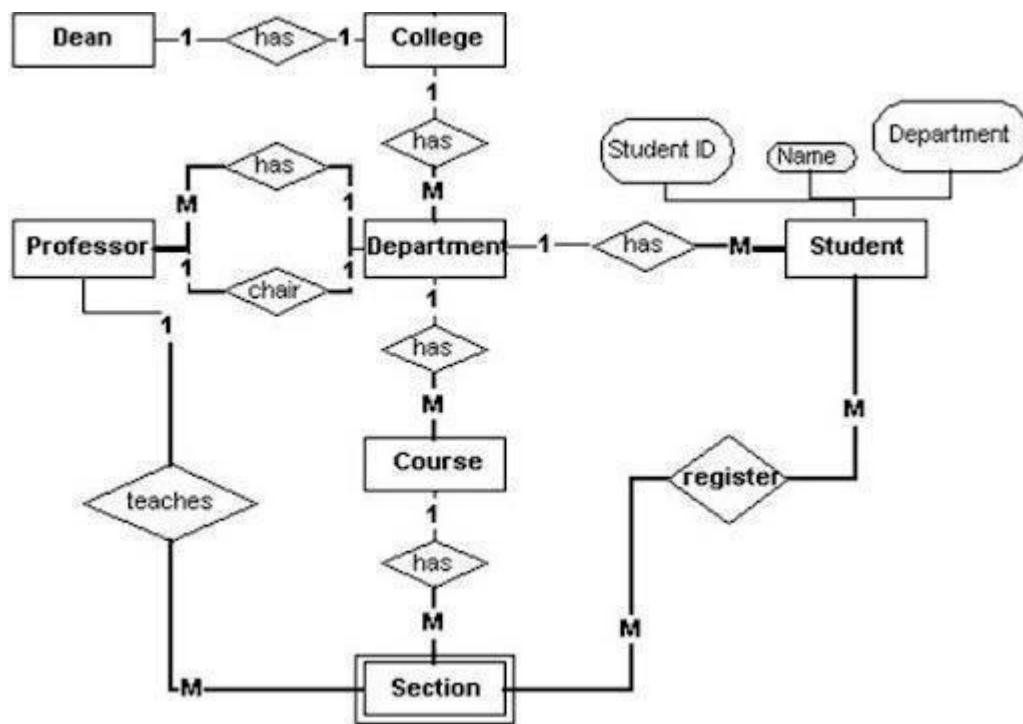 Dean
1
has
1
College
1
has
M
Student ID
Name
Department
has
M
1
Professor
Department
1
has
M
Student
1
chair
1
1
1
has
M
M
Course
register
teaches
1
has
M
M
M
Section